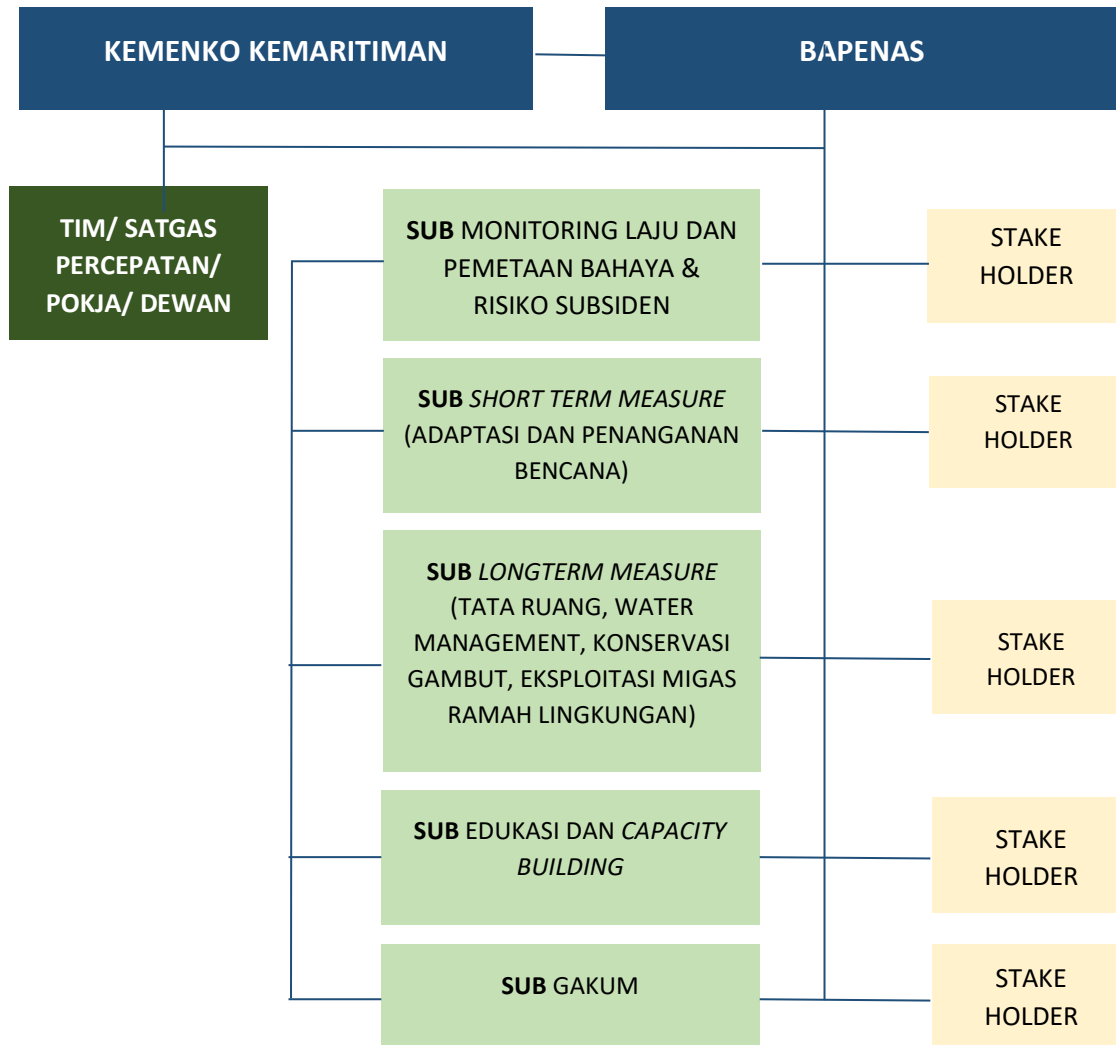 KEMENKO KEMARITIMAN
BAPENAS
TIM/ SATGAS
PERCEPATAN/
POKJA/ DEWAN
SUB MONITORING LAJU DAN
PEMETAAN BAHAYA &
RISIKO SUBSIDEN
STAKE
HOLDER
SUB SHORT TERM MEASURE
(ADAPTASI DAN PENANGANAN
BENCANA)
STAKE
HOLDER
SUB LONGTERM MEASURE
(TATA RUANG, WATER
MANAGEMENT, KONSERVASI
GAMBUT, EKSPLOITASI MIGAS
RAMAH LINGKUNGAN)
STAKE
HOLDER
SUB EDUKASI DAN CAPACITY
BUILDING
STAKE
HOLDER
SUB GAKUM
STAKE
HOLDER